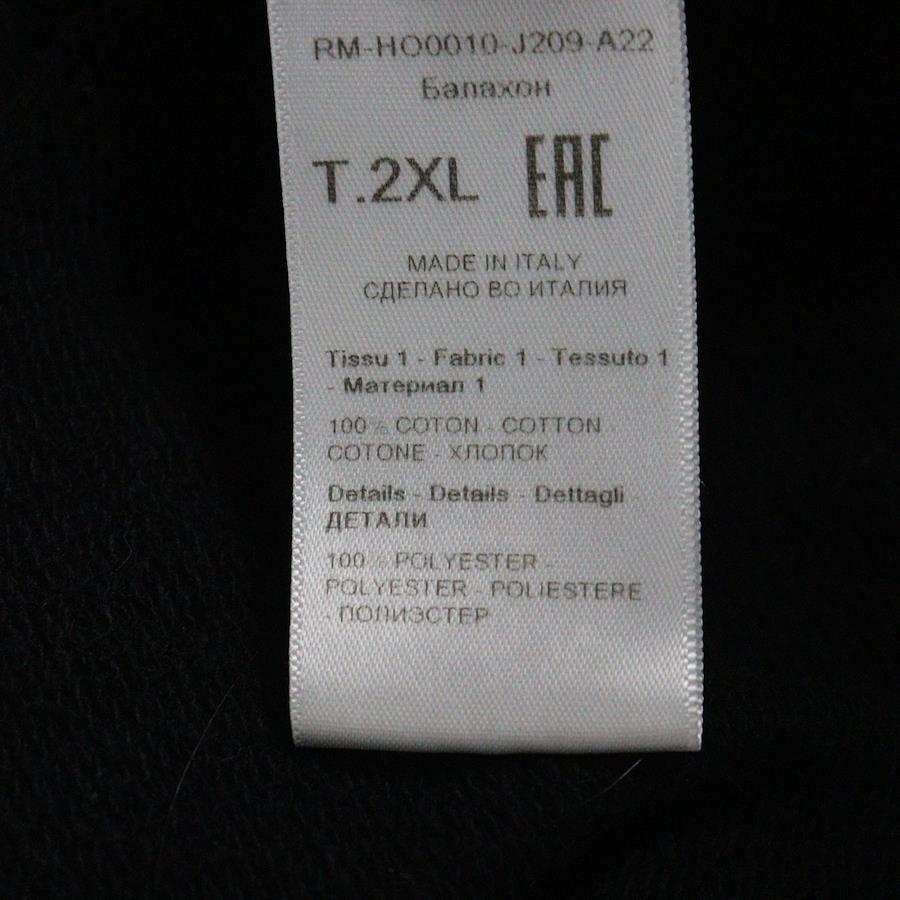 RM-HO0010-J209-A22
Балахон
T.2XL EAC
MADE IN ITALY
СДЕЛАНО ВО ИТАЛИЯ
Tissu 1 - Fabric 1 - Tessuto 1
- Материал 1
100% COTON - COTTON -
COTONE - ХЛОПОК
Details - Details - Dettagli -
ДЕТАЛИ
100% POLYESTER -
POLYESTER - POLIESTERE
- ПОЛИЭСТЕР